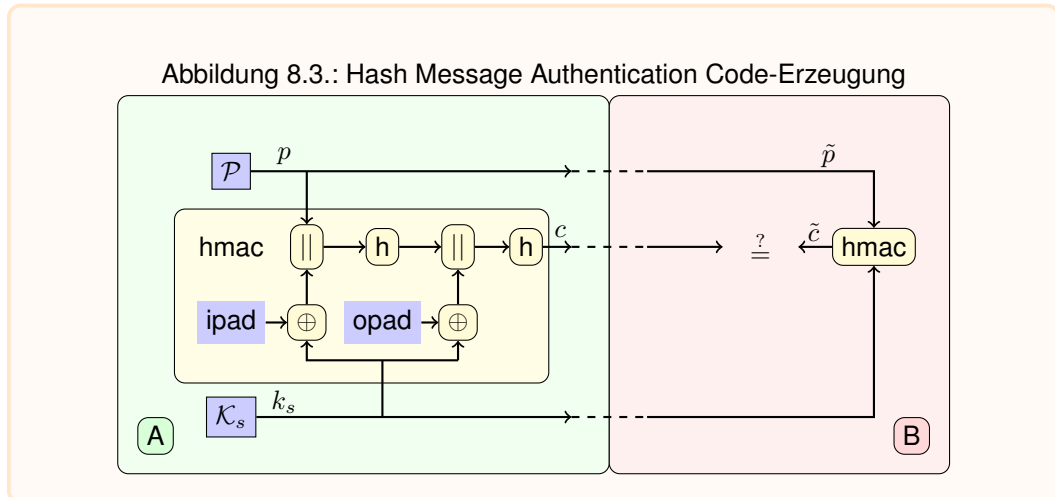 Abbildung 8.3.: Hash Message Authentication Code-Erzeugung
𝒫 p p̃
hmac || h || h c ≟ c̃ hmac
ipad ⊕ opad ⊕
𝒦ₛ kₛ
A B